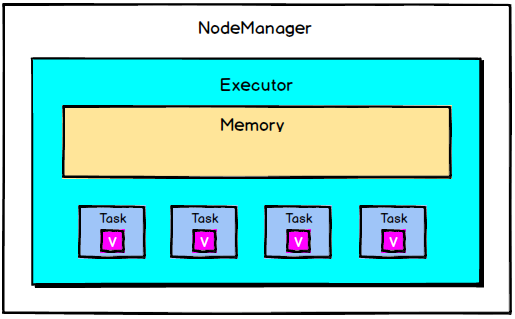 NodeManager
Executor
Memory
Task Task Task Task
V V V V